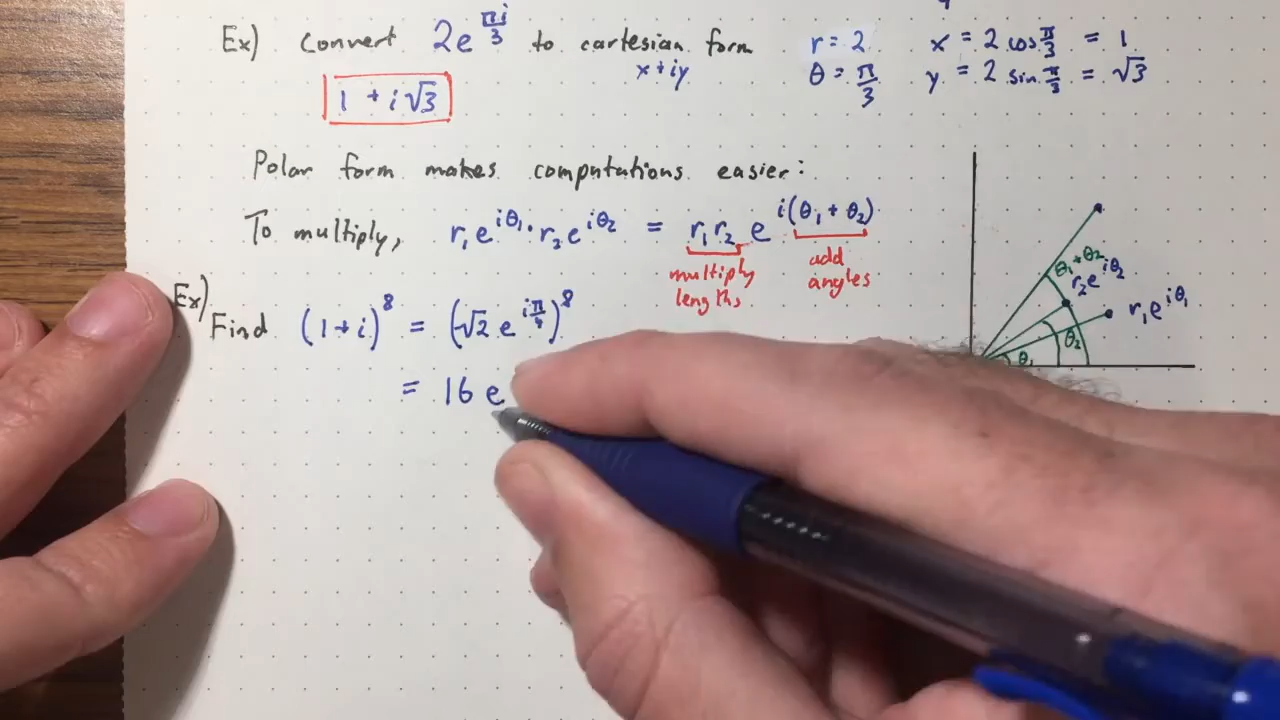 Ex) Convert 2e^{πi/3} to cartesian form r = 2 x = 2 cos π/3 = 1
x+iy θ = π/3 y = 2 sin π/3 = √3
1 + i√3
Polar form makes computations easier:
To multiply, r₁e^{iθ₁}·r₂e^{iθ₂} = r₁r₂ e^{i(θ₁+θ₂)}
multiply lengths
add angles
θ₁+θ₂
r₂e^{iθ₂}
r₁e^{iθ₁}
θ₂
θ₁
Ex)
Find (1+i)^8 = (√2 e^{iπ/4})^8
= 16 e